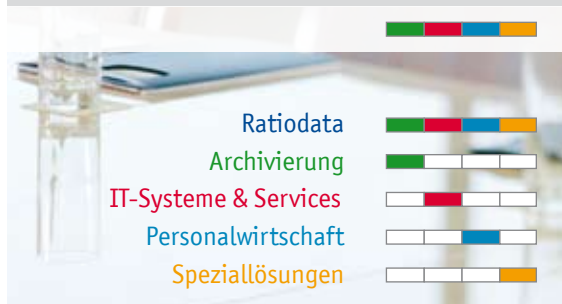 Ratiodata
Archivierung
IT-Systeme & Services
Personalwirtschaft
Speziallösungen